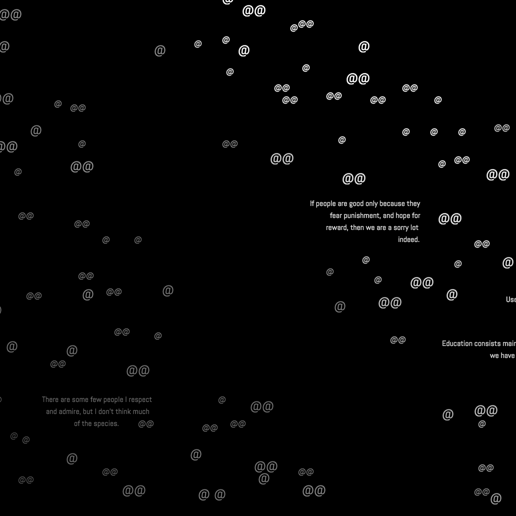 If people are good only because they
fear punishment, and hope for
reward, then we are a sorry lot
indeed.
Education consists
we have
There are some few people I respect
and admire, but I don't think much
of the species.